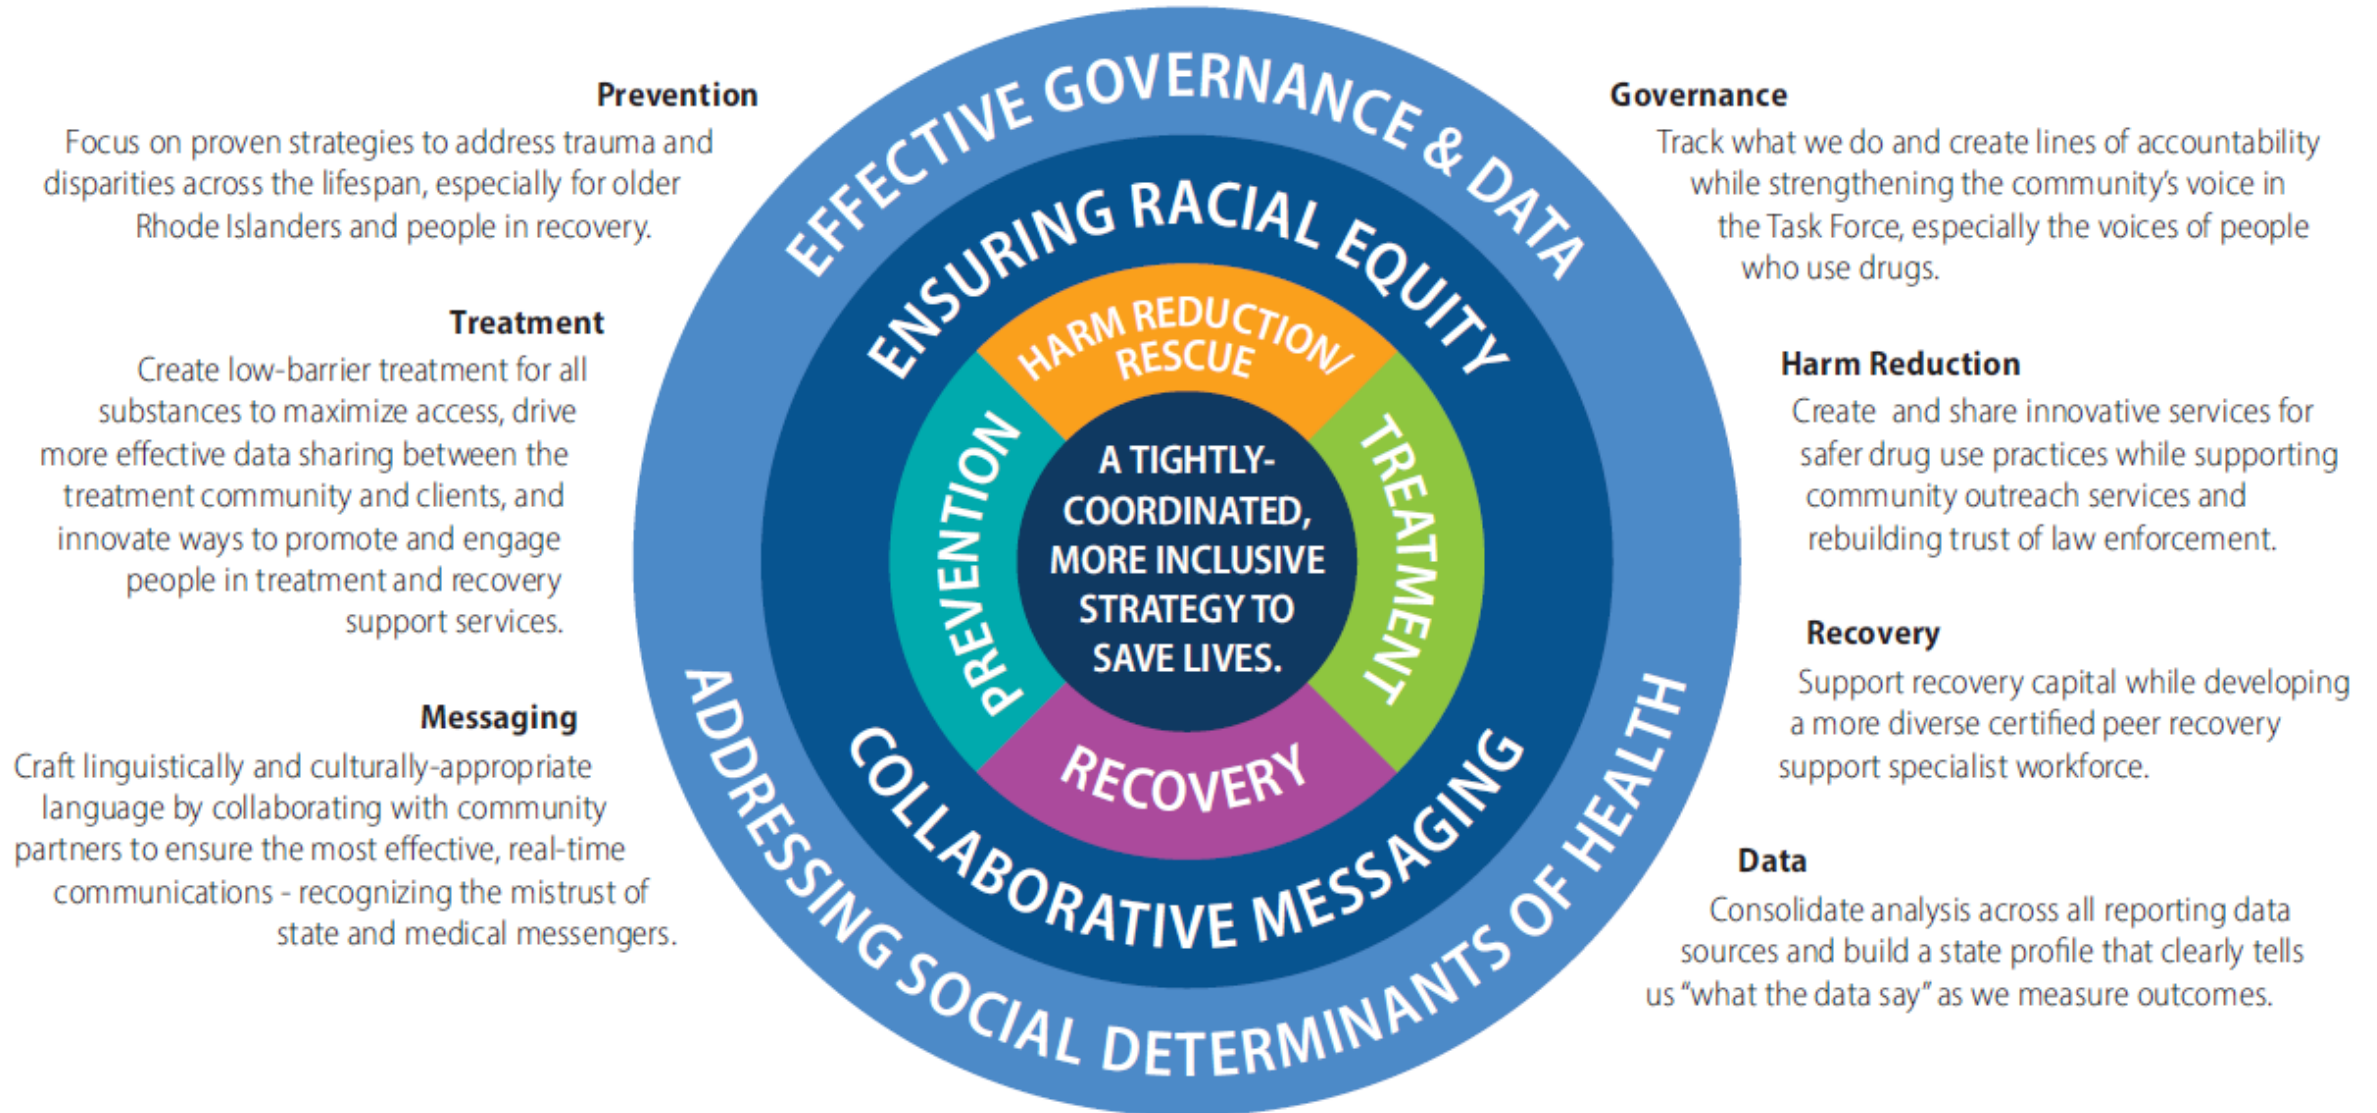 Prevention
Focus on proven strategies to address trauma and
disparities across the lifespan, especially for older
Rhode Islanders and people in recovery.
Treatment
Create low-barrier treatment for all
substances to maximize access, drive
more effective data sharing between the
treatment community and clients, and
innovate ways to promote and engage
people in treatment and recovery
support services.
Messaging
Craft linguistically and culturally-appropriate
language by collaborating with community
partners to ensure the most effective, real-time
communications - recognizing the mistrust of
state and medical messengers.
EFFECTIVE GOVERNANCE & DATA
ENSURING RACIAL EQUITY
HARM REDUCTION/
RESCUE
PREVENTION
TREATMENT
A TIGHTLY-
COORDINATED,
MORE INCLUSIVE
STRATEGY TO
SAVE LIVES.
RECOVERY
COLLABORATIVE MESSAGING
ADDRESSING SOCIAL DETERMINANTS OF HEALTH
Governance
Track what we do and create lines of accountability
while strengthening the community’s voice in
the Task Force, especially the voices of people
who use drugs.
Harm Reduction
Create and share innovative services for
safer drug use practices while supporting
community outreach services and
rebuilding trust of law enforcement.
Recovery
Support recovery capital while developing
a more diverse certified peer recovery
support specialist workforce.
Data
Consolidate analysis across all reporting data
sources and build a state profile that clearly tells
us “what the data say” as we measure outcomes.